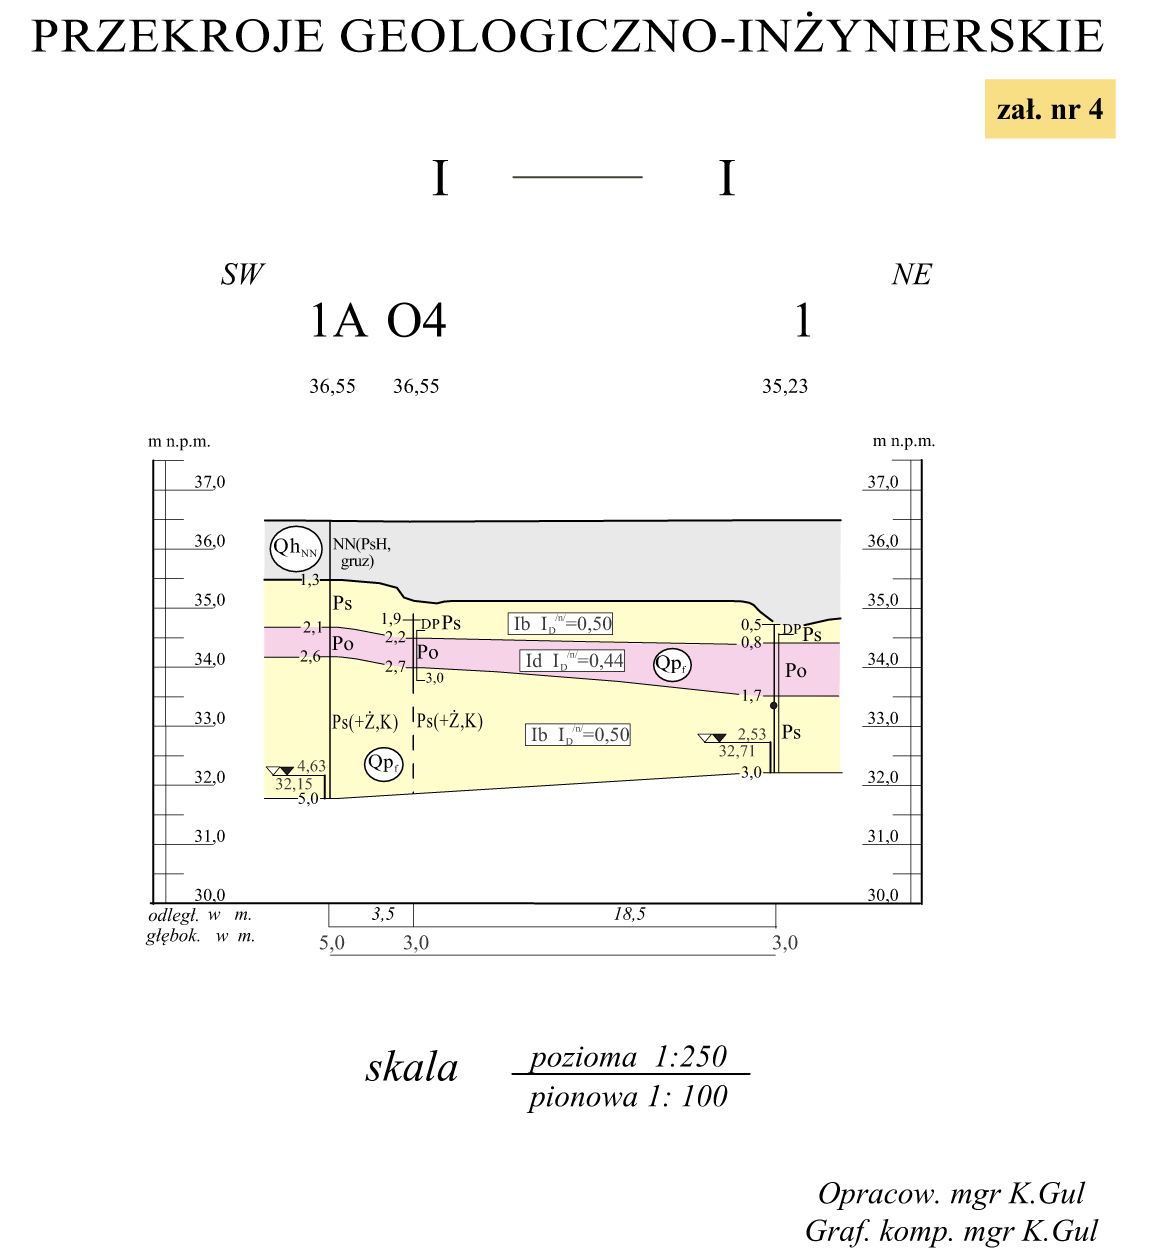 PRZEKROJE GEOLOGICZNO-INŻYNIERSKIE
zał. nr 4
I I
SW NE
1A O4 1
36,55 36,55 35,23
m n.p.m. m n.p.m.
37,0 37,0
36,0 36,0
35,0 35,0
34,0 34,0
33,0 33,0
32,0 32,0
31,0 31,0
30,0 30,0
QhNN
NN(PsH,
gruz)
1,3
Ps
1,9 DP Ps
Ib ID/n/=0,50
0,5 DP Ps
2,1
2,2
0,8
Po
Po
Id ID/n/=0,44
Qpf
Po
2,6
2,7
3,0
1,7
Ps(+Ż,K)
Ps(+Ż,K)
Ib ID/n/=0,50
2,53
32,71
Ps
Qpf
4,63
32,15
3,0
5,0
odległ. w m. 3,5 18,5
głębok. w m. 5,0 3,0 3,0
skala
pozioma 1:250
pionowa 1: 100
Opracow. mgr K.Gul
Graf. komp. mgr K.Gul